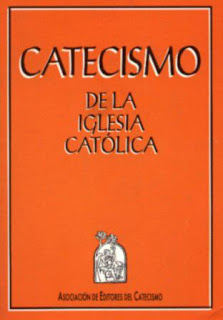 CATECISMO
DE LA
IGLESIA
CATÓLICA
ASOCIACIÓN DE EDITORES DEL CATECISMO